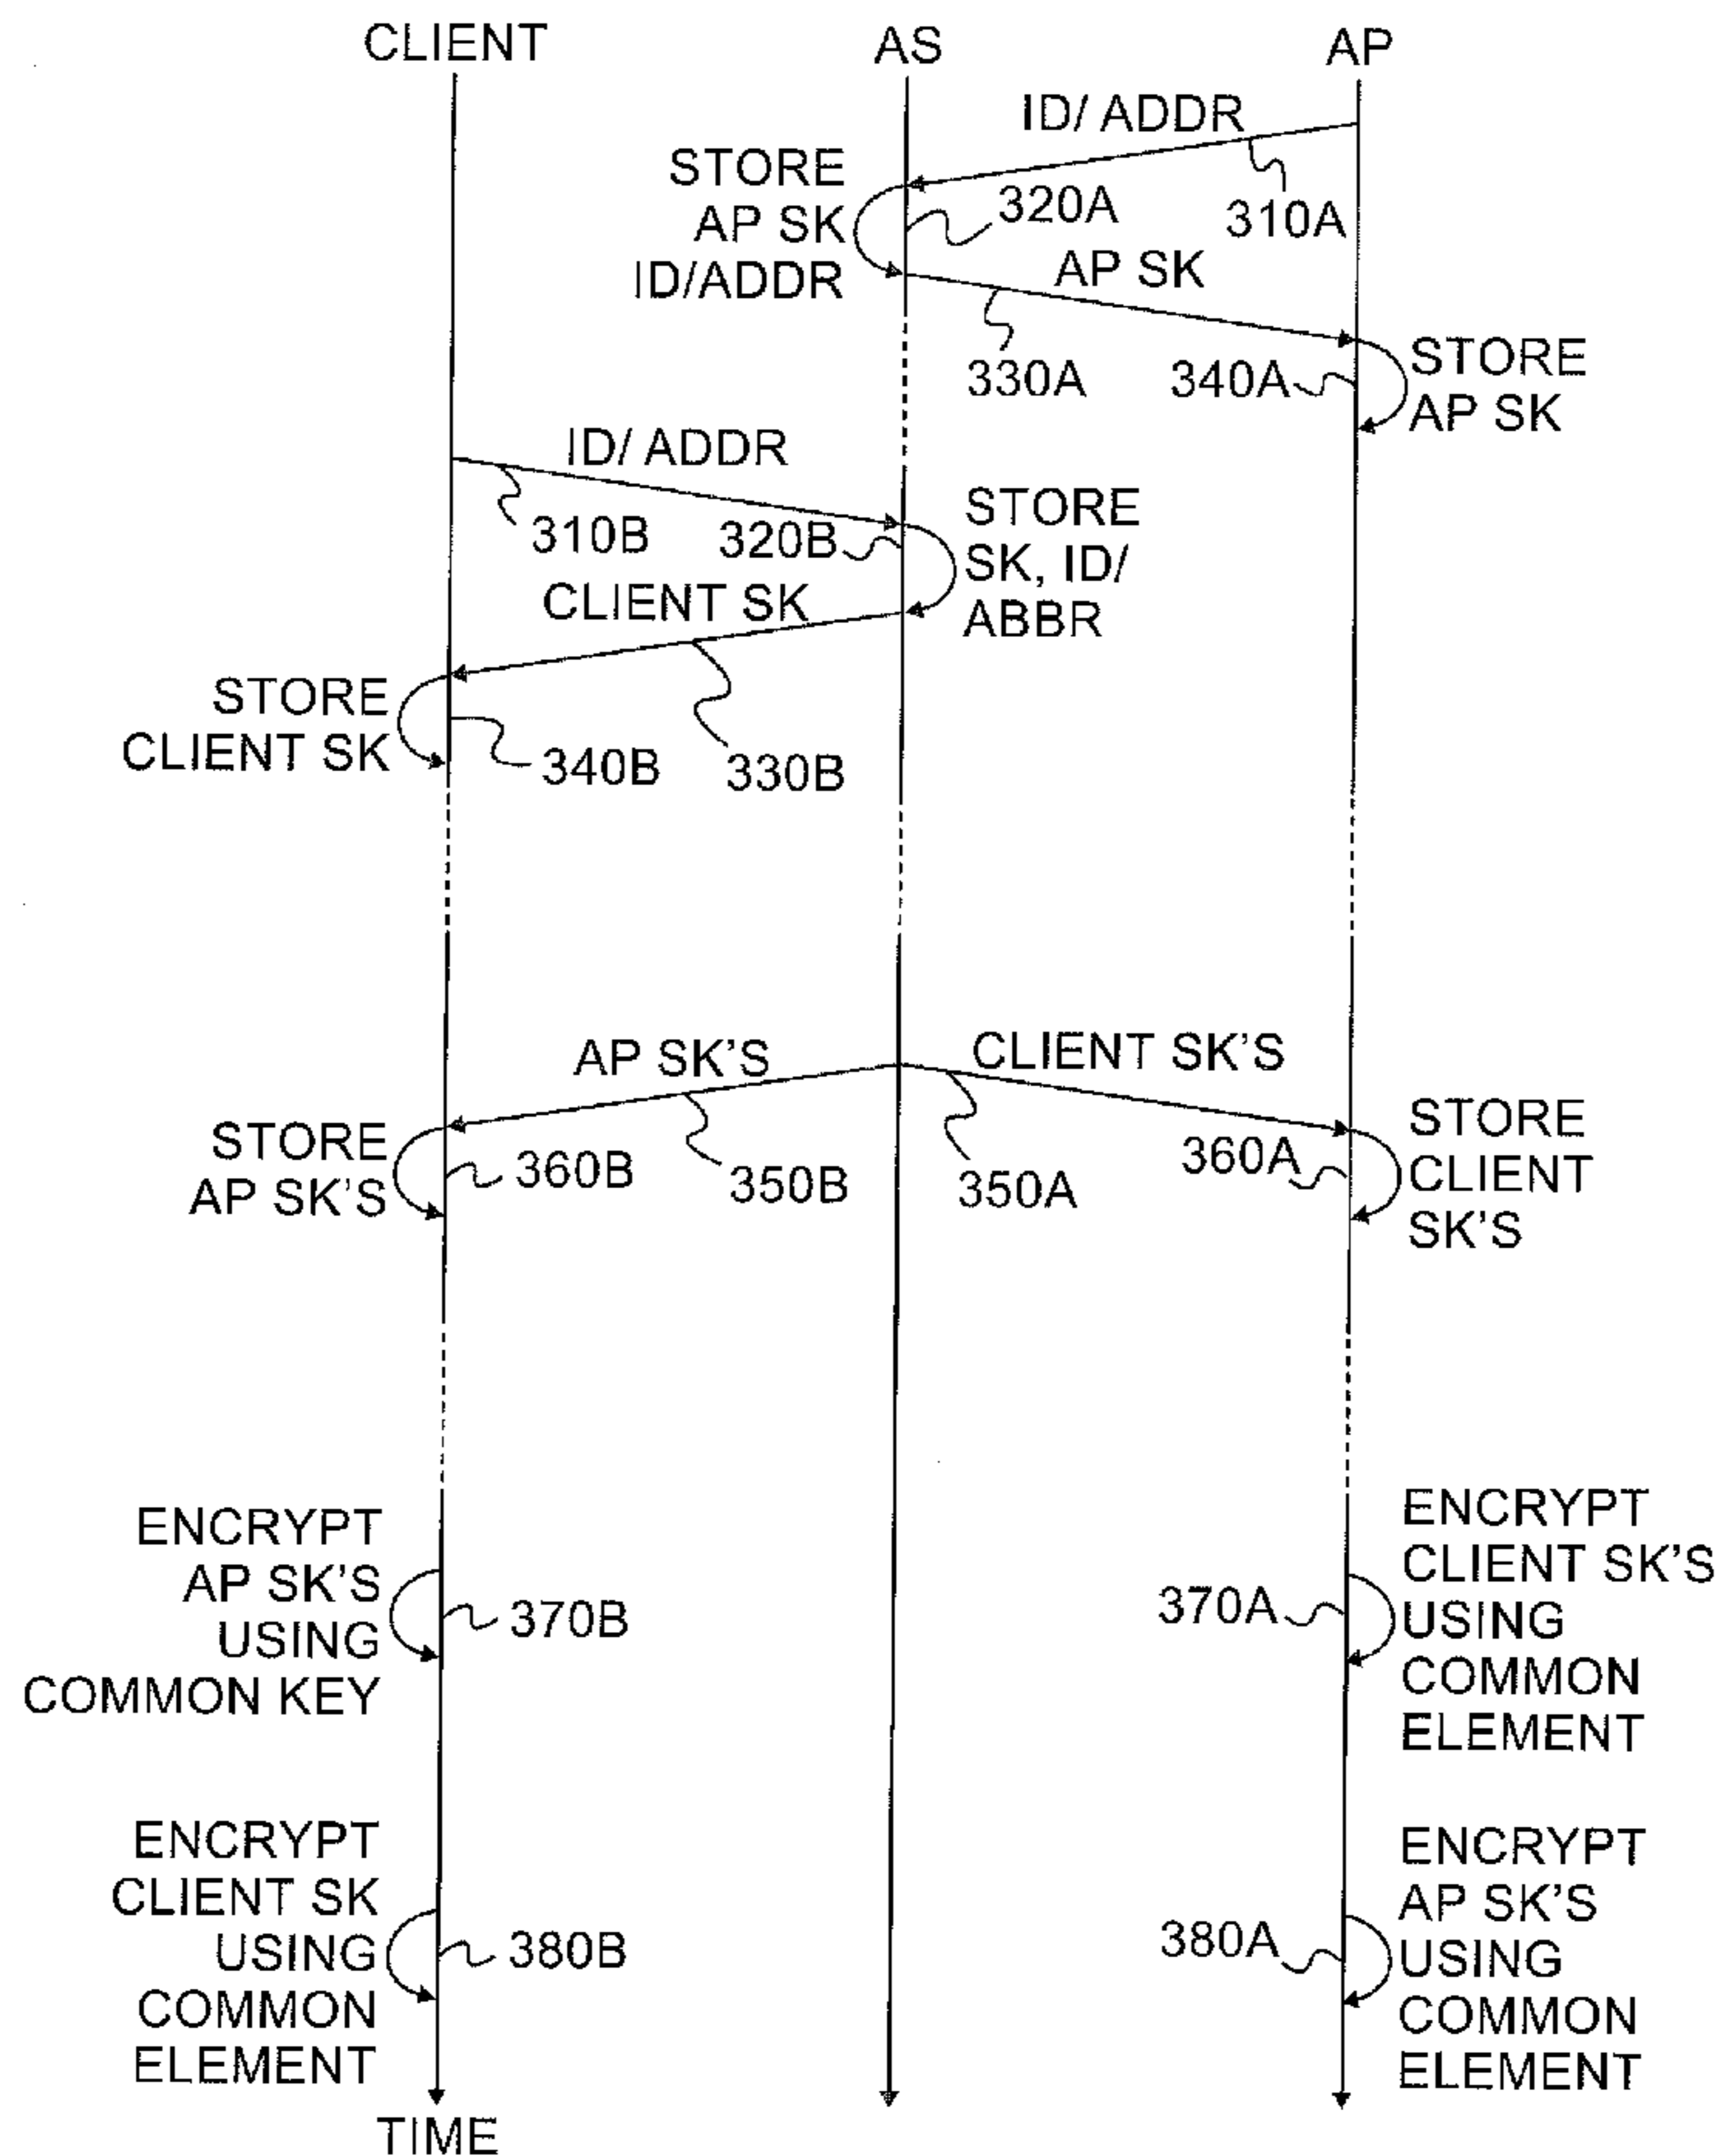 CLIENT
AS
AP
ID/ ADDR
310A
STORE
AP SK
ID/ADDR
320A
AP SK
330A
340A
STORE
AP SK
ID/ ADDR
310B
320B
STORE
SK, ID/
ABBR
CLIENT SK
330B
STORE
CLIENT SK
340B
AP SK'S
CLIENT SK'S
350B
350A
STORE
AP SK'S
360B
360A
STORE
CLIENT
SK'S
ENCRYPT
AP SK'S
USING
COMMON KEY
370B
370A
ENCRYPT
CLIENT SK'S
USING
COMMON
ELEMENT
ENCRYPT
CLIENT SK
USING
COMMON
ELEMENT
380B
380A
ENCRYPT
AP SK'S
USING
COMMON
ELEMENT
TIME